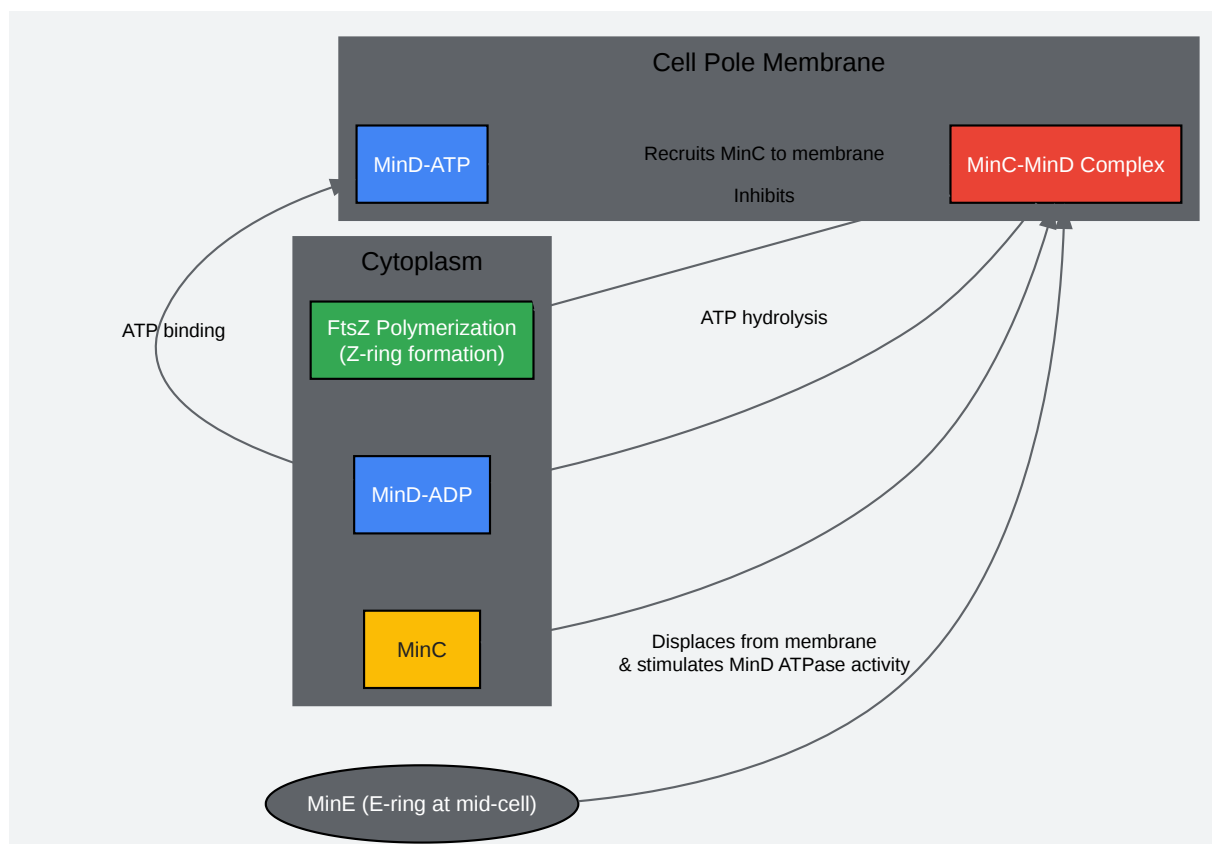 Cell Pole Membrane
MinD-ATP
Recruits MinC to membrane
Inhibits
MinC-MinD Complex
Cytoplasm
FtsZ Polymerization
(Z-ring formation)
ATP binding
ATP hydrolysis
MinD-ADP
MinC
Displaces from membrane
& stimulates MinD ATPase activity
MinE (E-ring at mid-cell)